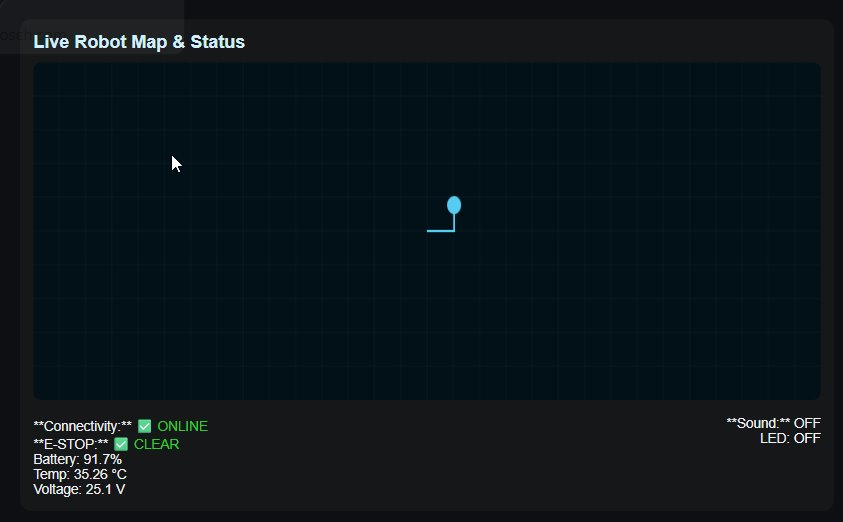 Live Robot Map & Status
**Connectivity:** ✅ ONLINE
**E-STOP:** ✅ CLEAR
Battery: 91.7%
Temp: 35.26 °C
Voltage: 25.1 V
**Sound:** OFF
LED: OFF